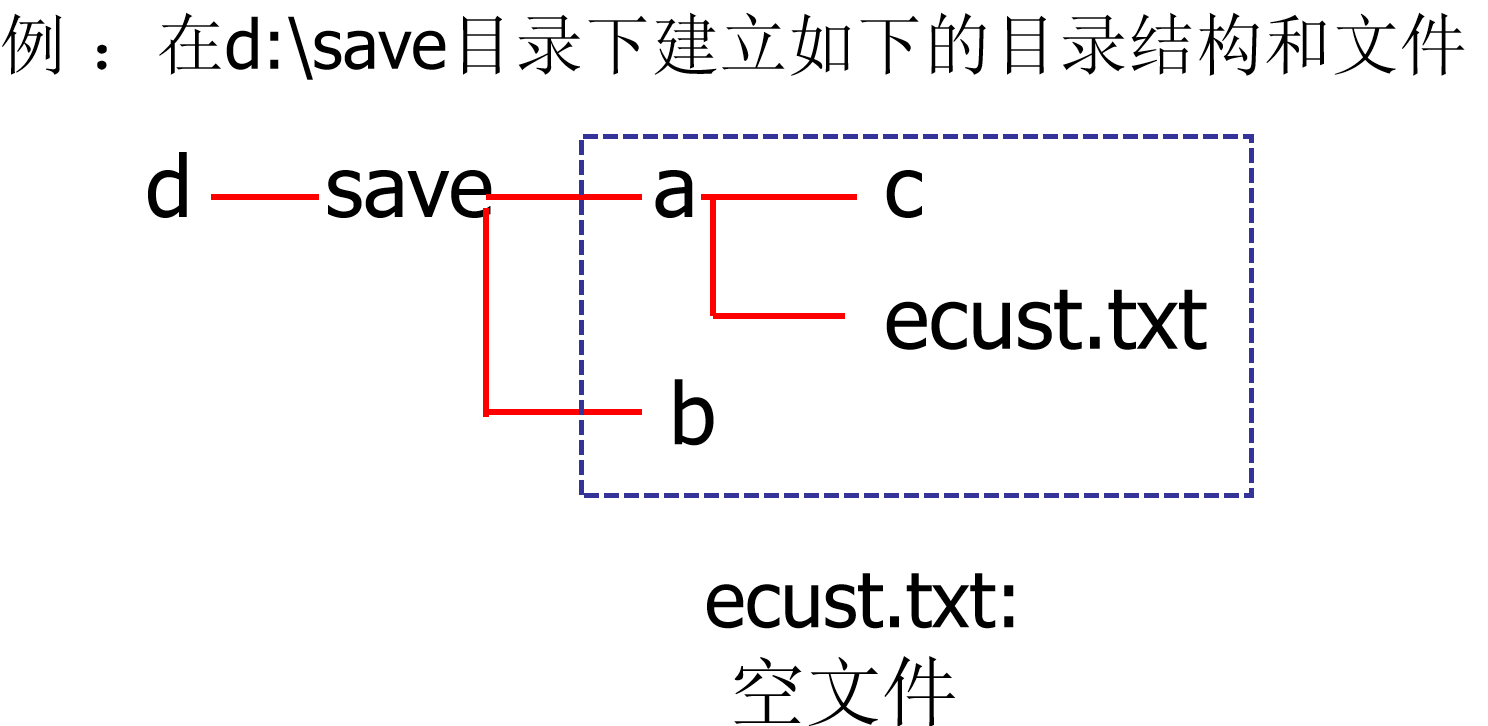 例：在d:\save目录下建立如下的目录结构和文件
d save a c
ecust.txt
b
ecust.txt:
空文件